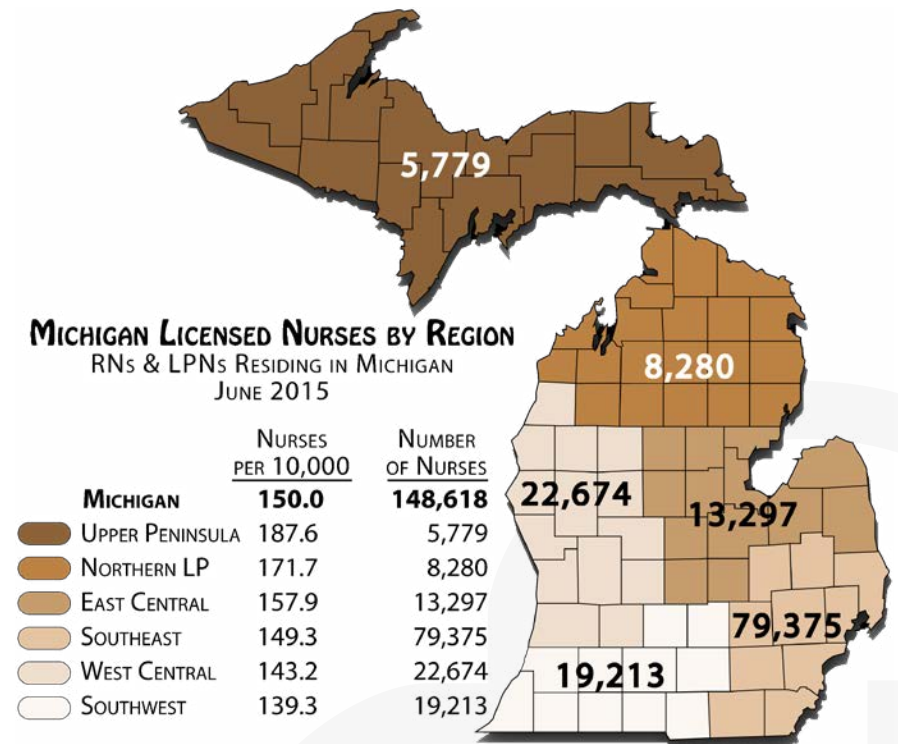 5,779
Michigan Licensed Nurses by Region
RNs & LPNs Residing in Michigan
June 2015
8,280
Nurses per 10,000 Number of Nurses
Michigan 150.0 148,618
Upper Peninsula 187.6 5,779
Northern LP 171.7 8,280
East Central 157.9 13,297
Southeast 149.3 79,375
West Central 143.2 22,674
Southwest 139.3 19,213
22,674
13,297
79,375
19,213